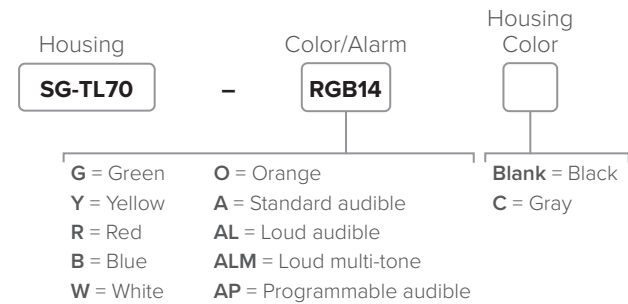 Housing
Color/Alarm
Housing
Color
SG-TL70
–
RGB14
G = Green
Y = Yellow
R = Red
B = Blue
W = White
O = Orange
A = Standard audible
AL = Loud audible
ALM = Loud multi-tone
AP = Programmable audible
Blank = Black
C = Gray